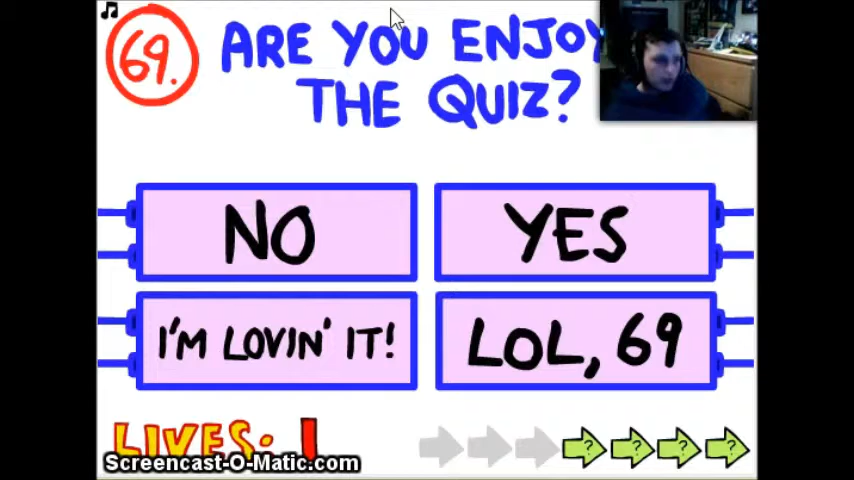 69.
ARE YOU ENJOY
THE QUIZ?
NO
YES
I'M LOVIN' IT!
LOL, 69
LIVES: 1
? ? ? ?
Screencast-O-Matic.com